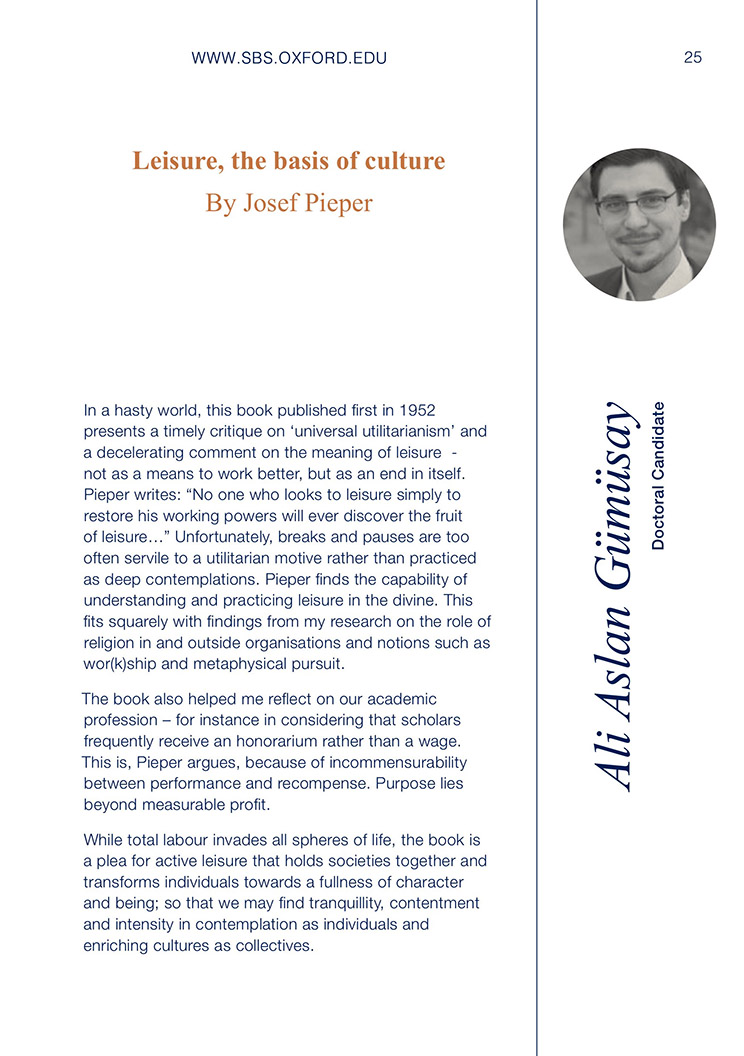 WWW.SBS.OXFORD.EDU
25
Leisure, the basis of culture
By Josef Pieper
In a hasty world, this book published first in 1952
presents a timely critique on ‘universal utilitarianism’ and
a decelerating comment on the meaning of leisure -
not as a means to work better, but as an end in itself.
Pieper writes: “No one who looks to leisure simply to
restore his working powers will ever discover the fruit
of leisure…” Unfortunately, breaks and pauses are too
often servile to a utilitarian motive rather than practiced
as deep contemplations. Pieper finds the capability of
understanding and practicing leisure in the divine. This
fits squarely with findings from my research on the role of
religion in and outside organisations and notions such as
wor(k)ship and metaphysical pursuit.
The book also helped me reflect on our academic
profession – for instance in considering that scholars
frequently receive an honorarium rather than a wage.
This is, Pieper argues, because of incommensurability
between performance and recompense. Purpose lies
beyond measurable profit.
While total labour invades all spheres of life, the book is
a plea for active leisure that holds societies together and
transforms individuals towards a fullness of character
and being; so that we may find tranquillity, contentment
and intensity in contemplation as individuals and
enriching cultures as collectives.
Ali Aslan Gümüsay
Doctoral Candidate